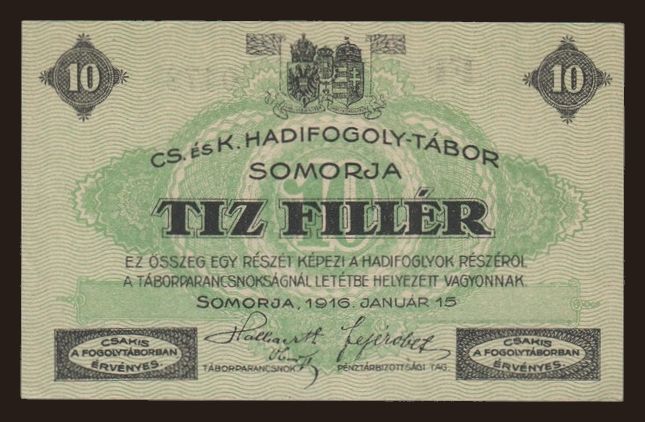 10 10
CS. ÉS K. HADIFOGOLY-TÁBOR
SOMORJA
10
TIZ FILLÉR
EZ ÖSSZEG EGY RÉSZÉT KÉPEZI A HADIFOGLYOK RÉSZÉRŐL
A TÁBORPARANCSNOKSÁGNÁL LETÉTBE HELYEZETT VAGYONNAK
SOMORJA, 1916. JANUÁR 15
CSAKIS
A FOGOLYTÁBORBAN
ÉRVÉNYES.
TÁBORPARANCSNOK
PÉNZTÁRBIZOTTSÁGI TAG.
CSAKIS
A FOGOLYTÁBORBAN
ÉRVÉNYES.